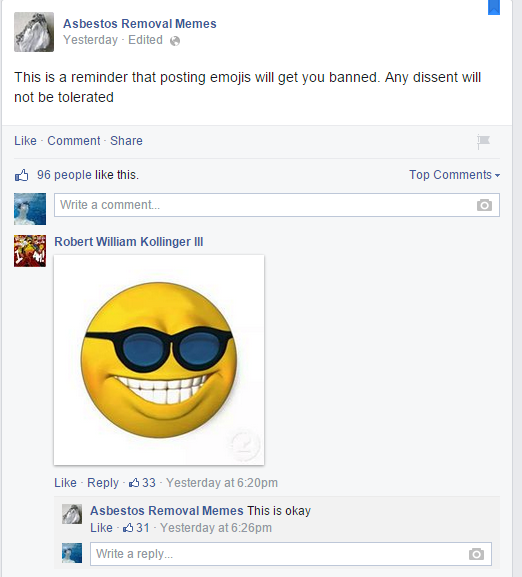 Asbestos Removal Memes
Yesterday · Edited
This is a reminder that posting emojis will get you banned. Any dissent will
not be tolerated
Like · Comment · Share
96 people like this.
Top Comments
Write a comment...
Robert William Kollinger III
Like · Reply · 33 · Yesterday at 6:20pm
Asbestos Removal Memes This is okay
Like · 31 · Yesterday at 6:26pm
Write a reply...